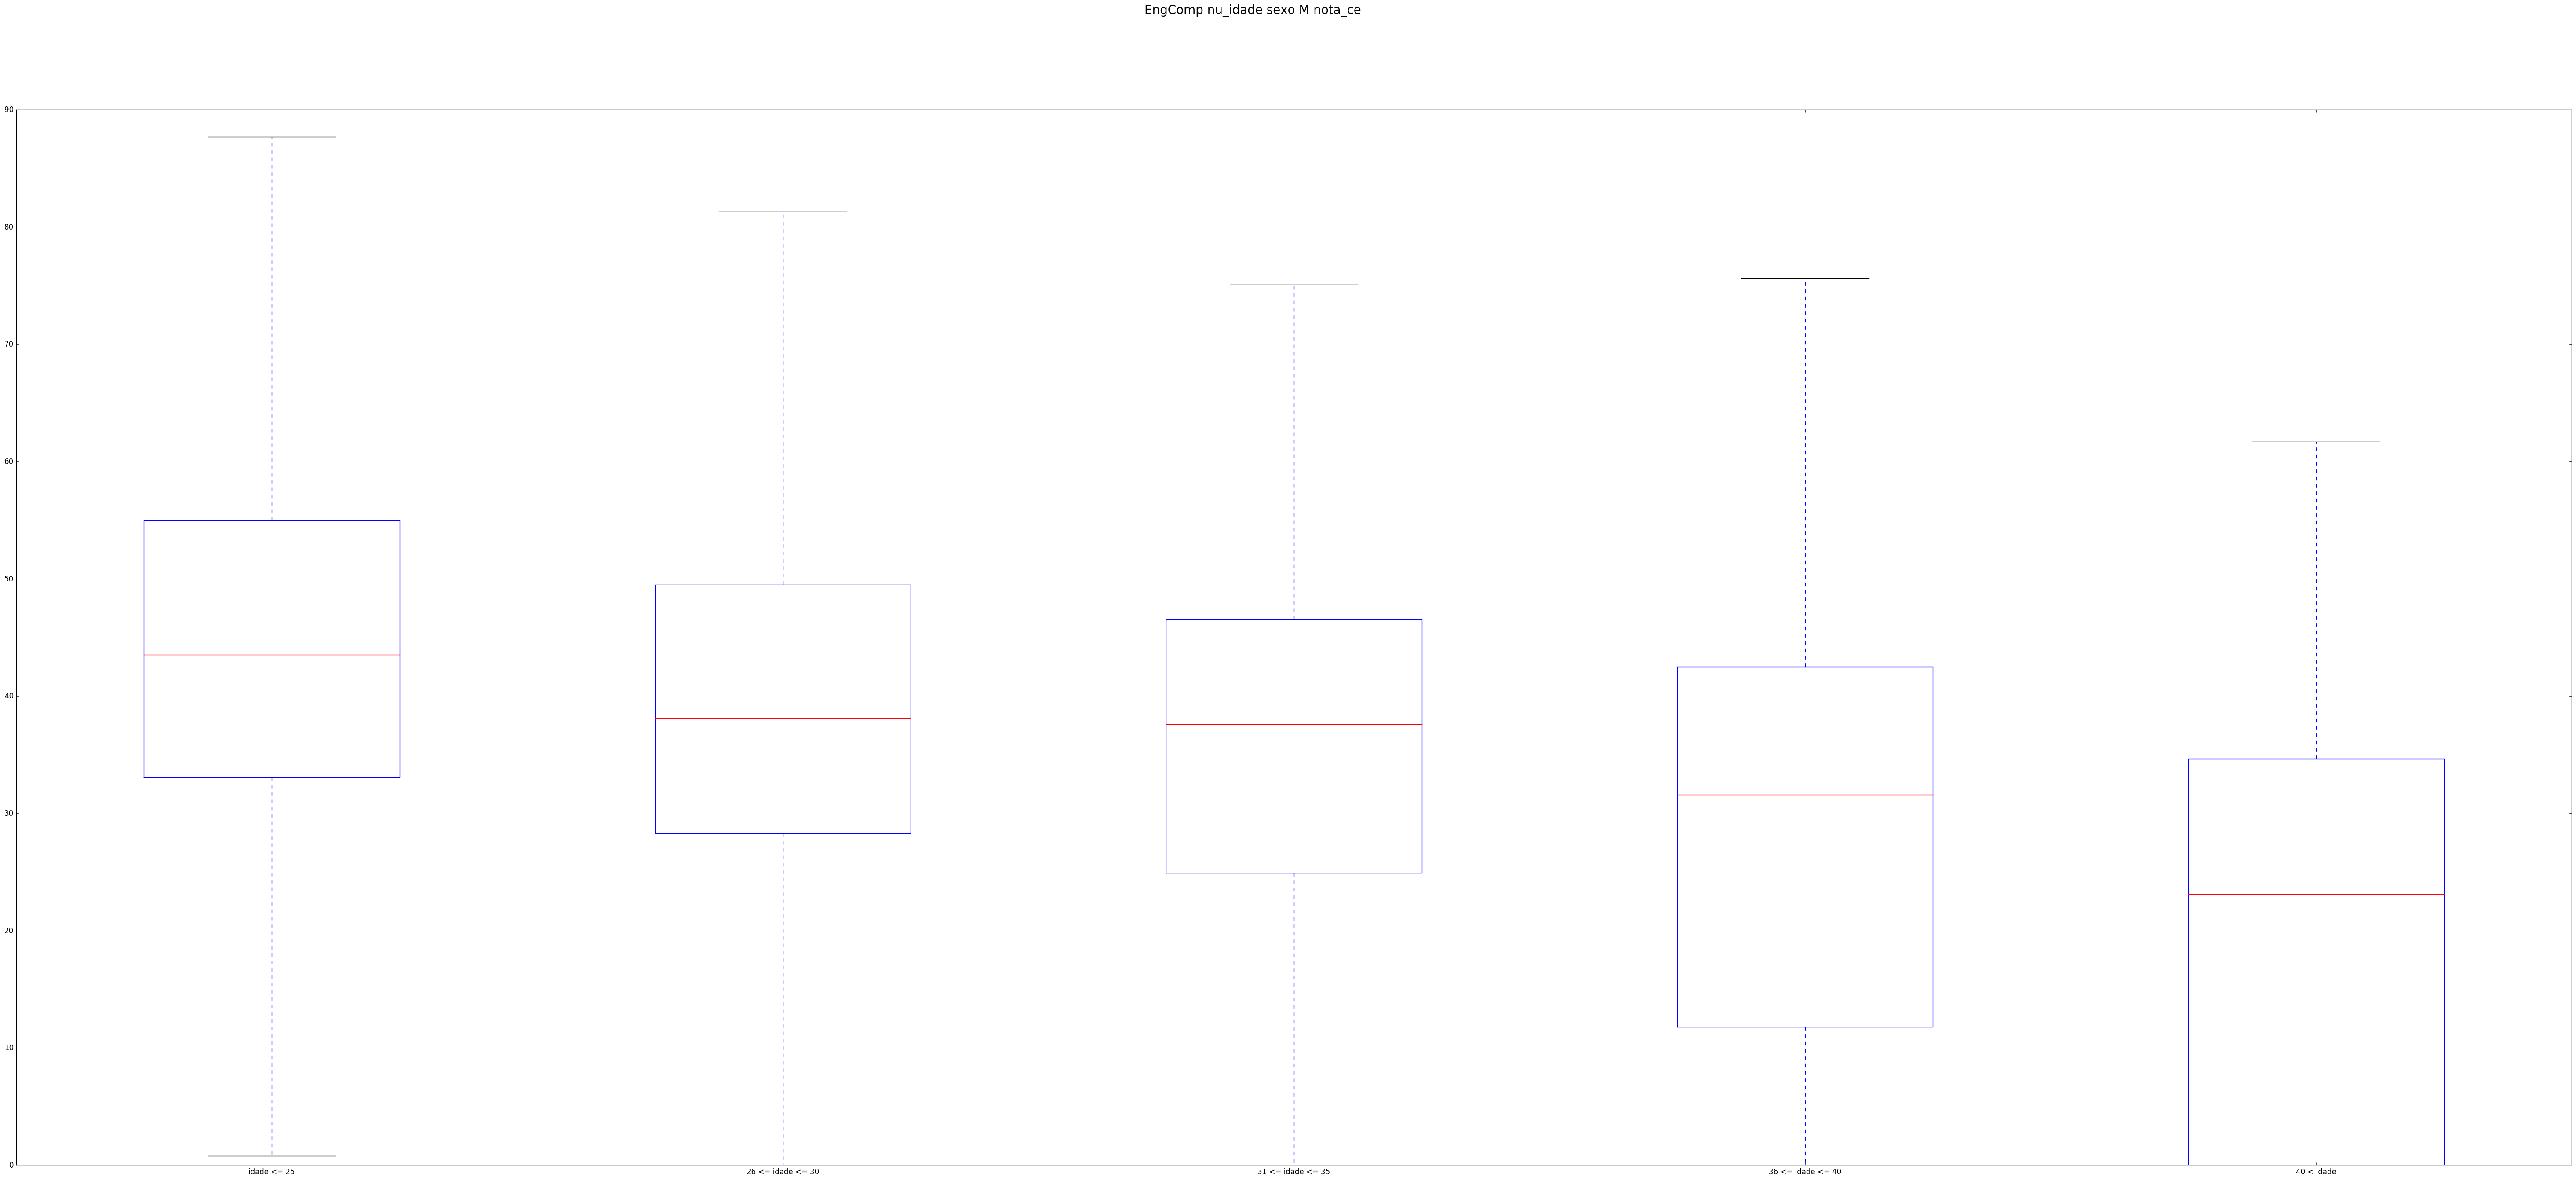 EngComp nu_idade sexo M nota_ce
90
80
70
60
50
40
30
20
10
0
idade <= 25
26 <= idade <= 30
31 <= idade <= 35
36 <= idade <= 40
40 < idade